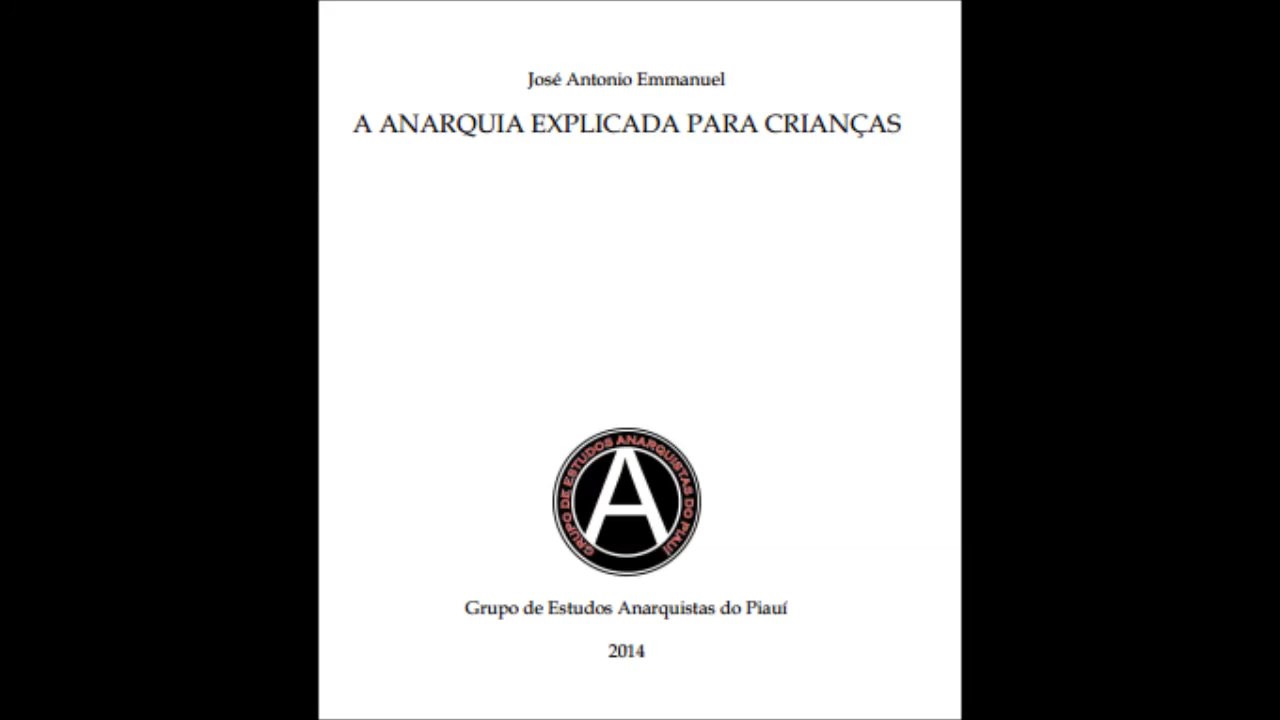 José Antonio Emmanuel
A ANARQUIA EXPLICADA PARA CRIANÇAS
GRUPO DE ESTUDOS ANARQUISTAS DO PIAUÍ
A
Grupo de Estudos Anarquistas do Piauí
2014